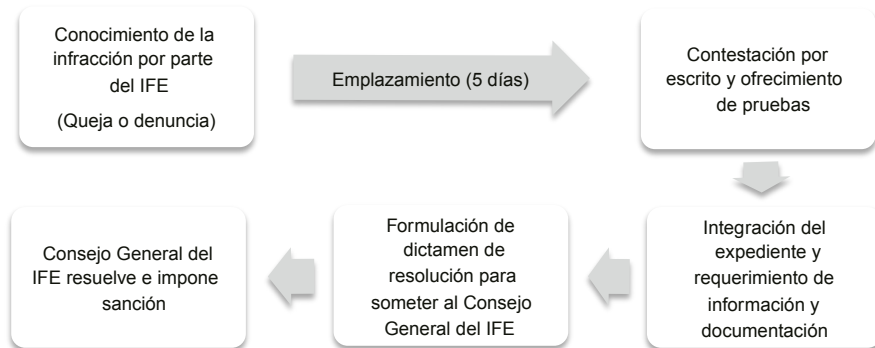 Conocimiento de la
infracción por parte
del IFE
(Queja o denuncia)
Emplazamiento (5 días)
Contestación por
escrito y ofrecimiento
de pruebas
Integración del
expediente y
requerimiento de
información y
documentación
Formulación de
dictamen de
resolución para
someter al Consejo
General del IFE
Consejo General del
IFE resuelve e impone
sanción